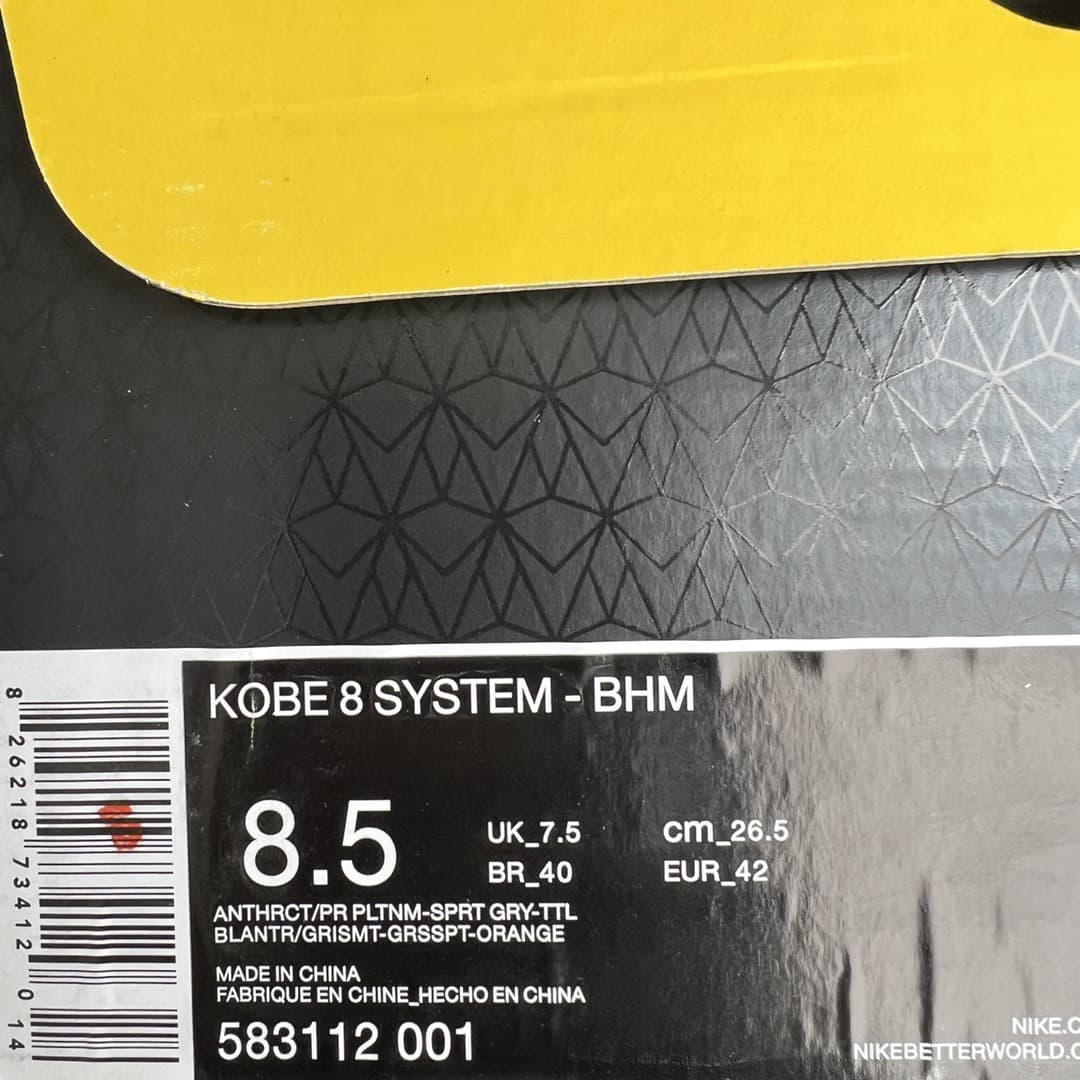 KOBE 8 SYSTEM - BHM
8.5
UK_7.5
cm_26.5
BR_40
EUR_42
ANTHRCT/PR PLTNM-SPRT GRY-TTL
BLANTR/GRISMT-GRSSPT-ORANGE
MADE IN CHINA
FABRIQUE EN CHINE_HECHO EN CHINA
583112 001
NIKE.C
NIKEBETTERWORLD.C
8 26218 73412 0 14